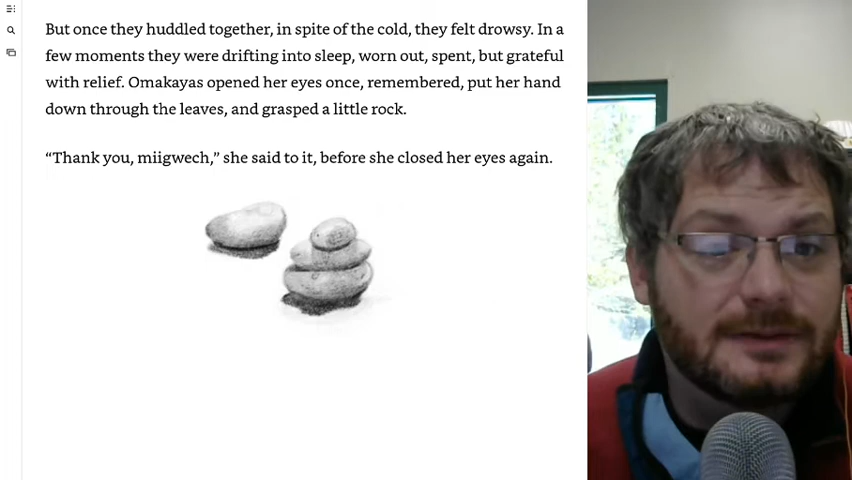 But once they huddled together, in spite of the cold, they felt drowsy. In a
few moments they were drifting into sleep, worn out, spent, but grateful
with relief. Omakayas opened her eyes once, remembered, put her hand
down through the leaves, and grasped a little rock.
“Thank you, miigwech,” she said to it, before she closed her eyes again.